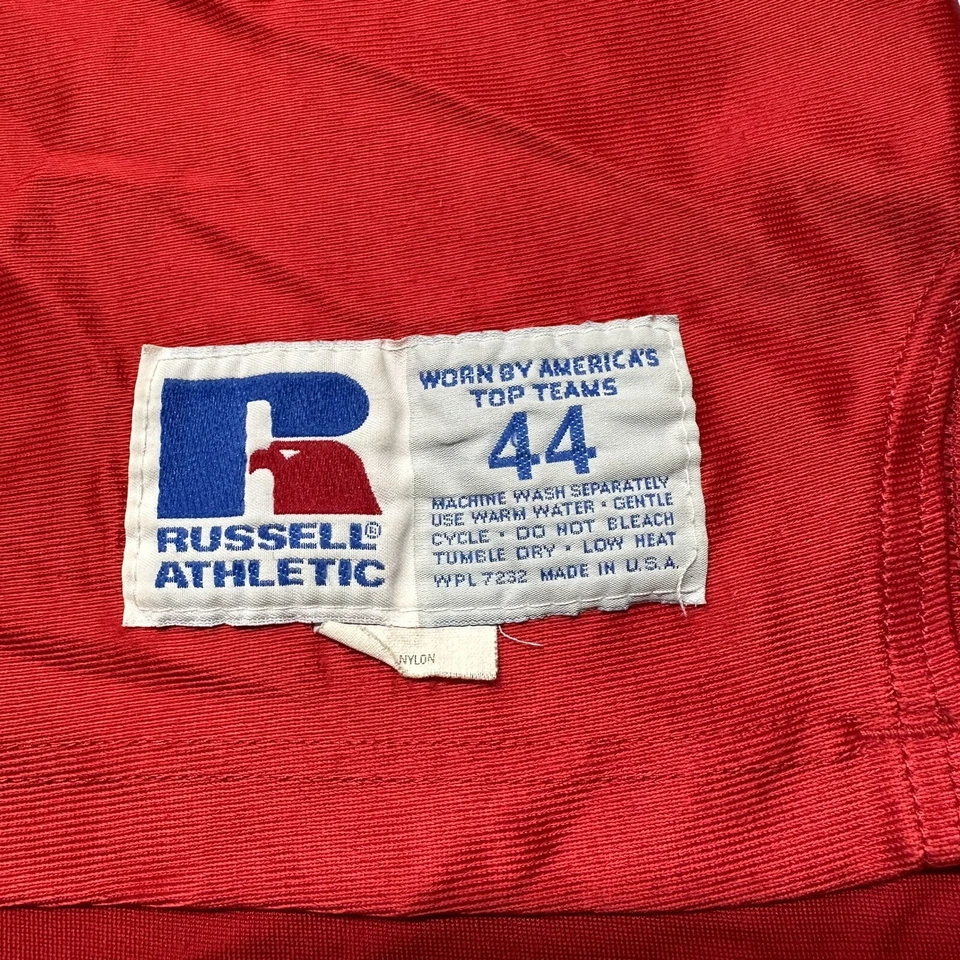 RUSSELL®
ATHLETIC
WORN BY AMERICA'S
TOP TEAMS
44
MACHINE WASH SEPARATELY
USE WARM WATER · GENTLE
CYCLE · DO NOT BLEACH
TUMBLE DRY · LOW HEAT
WPL 7232 MADE IN U.S.A.
NYLON